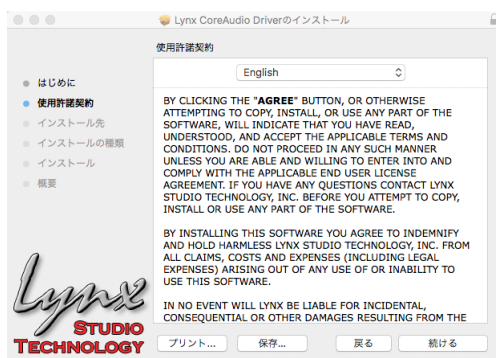 Lynx CoreAudio Driverのインストール
使用許諾契約
はじめに
使用許諾契約
インストール先
インストールの種類
インストール
概要
English
BY CLICKING THE "AGREE" BUTTON, OR OTHERWISE
ATTEMPTING TO COPY, INSTALL, OR USE ANY PART OF THE
SOFTWARE, WILL INDICATE THAT YOU HAVE READ,
UNDERSTOOD, AND ACCEPT THE APPLICABLE TERMS AND
CONDITIONS. DO NOT PROCEED IN ANY SUCH MANNER
UNLESS YOU ARE ABLE AND WILLING TO ENTER INTO AND
COMPLY WITH THE APPLICABLE END USER LICENSE
AGREEMENT. IF YOU HAVE ANY QUESTIONS CONTACT LYNX
STUDIO TECHNOLOGY, INC. BEFORE YOU ATTEMPT TO COPY,
INSTALL OR USE ANY PART OF THE SOFTWARE.
BY INSTALLING THIS SOFTWARE YOU AGREE TO INDEMNIFY
AND HOLD HARMLESS LYNX STUDIO TECHNOLOGY, INC. FROM
ALL CLAIMS, COSTS AND EXPENSES (INCLUDING LEGAL
EXPENSES) ARISING OUT OF ANY USE OF OR INABILITY TO
USE THIS SOFTWARE.
IN NO EVENT WILL LYNX BE LIABLE FOR INCIDENTAL,
CONSEQUENTIAL OR OTHER DAMAGES RESULTING FROM THE
Lynx
STUDIO
TECHNOLOGY
プリント...
保存...
戻る
続ける